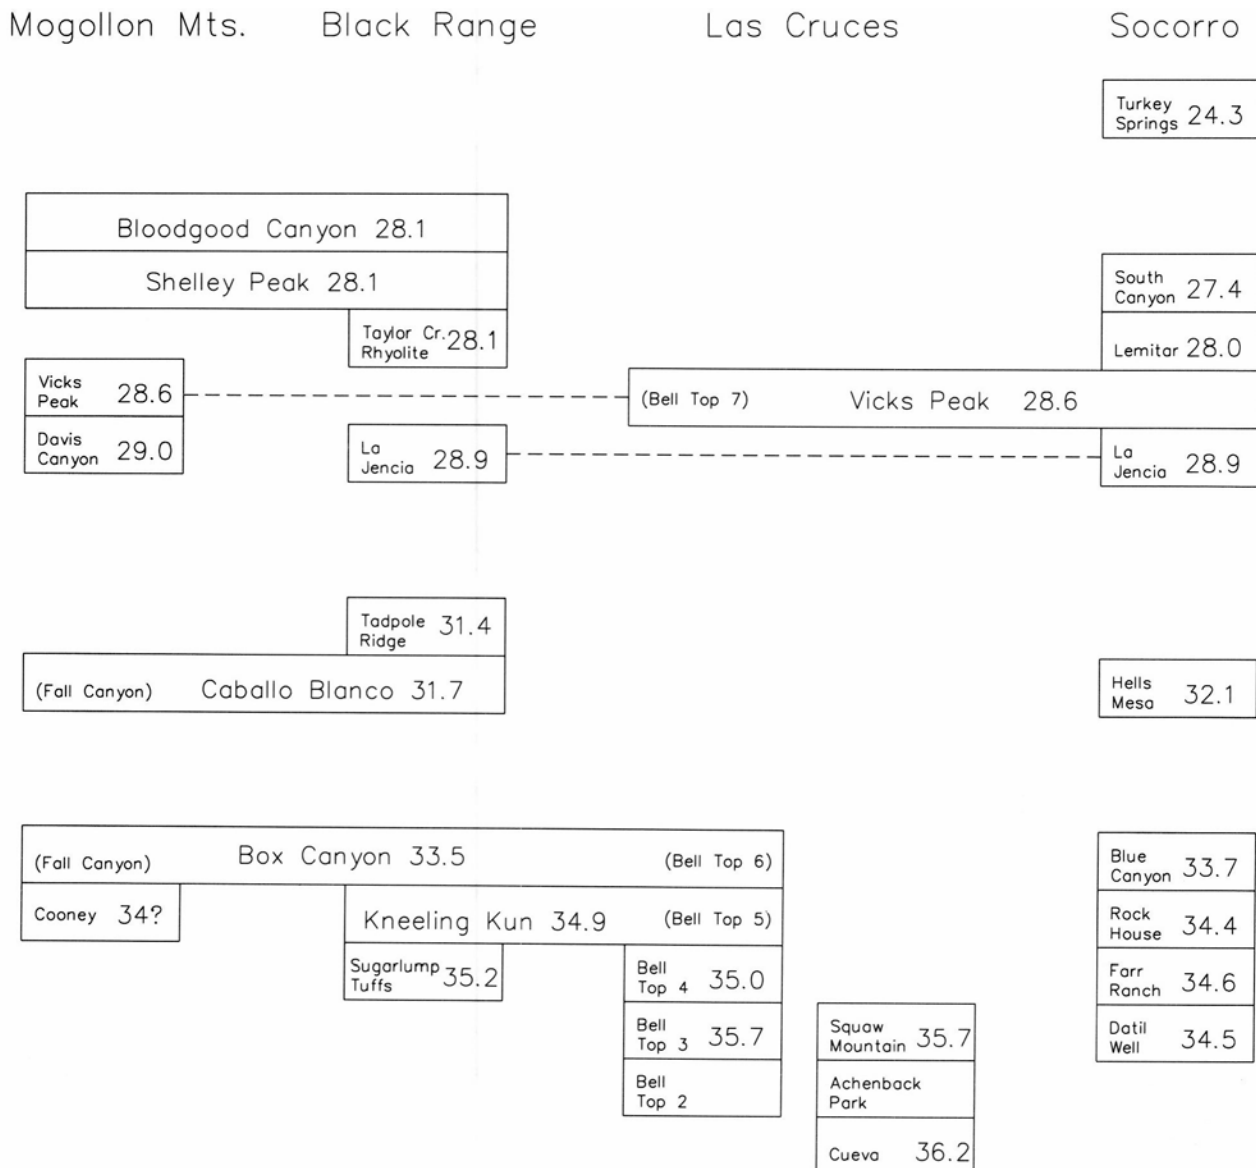 Mogollon Mts. Black Range Las Cruces Socorro
Turkey
Springs 24.3
Bloodgood Canyon 28.1
Shelley Peak 28.1
South
Canyon 27.4
Taylor Cr.
Rhyolite 28.1
Lemitar 28.0
Vicks
Peak 28.6
(Bell Top 7) Vicks Peak 28.6
Davis
Canyon 29.0
La
Jencia 28.9
La
Jencia 28.9
Tadpole
Ridge 31.4
(Fall Canyon) Caballo Blanco 31.7
Hells
Mesa 32.1
(Fall Canyon) Box Canyon 33.5 (Bell Top 6)
Blue
Canyon 33.7
Cooney 34?
Kneeling Kun 34.9 (Bell Top 5)
Rock
House 34.4
Sugarlump
Tuffs 35.2
Bell
Top 4 35.0
Farr
Ranch 34.6
Bell
Top 3 35.7
Squaw
Mountain 35.7
Datil
Well 34.5
Bell
Top 2
Achenback
Park
Cueva 36.2